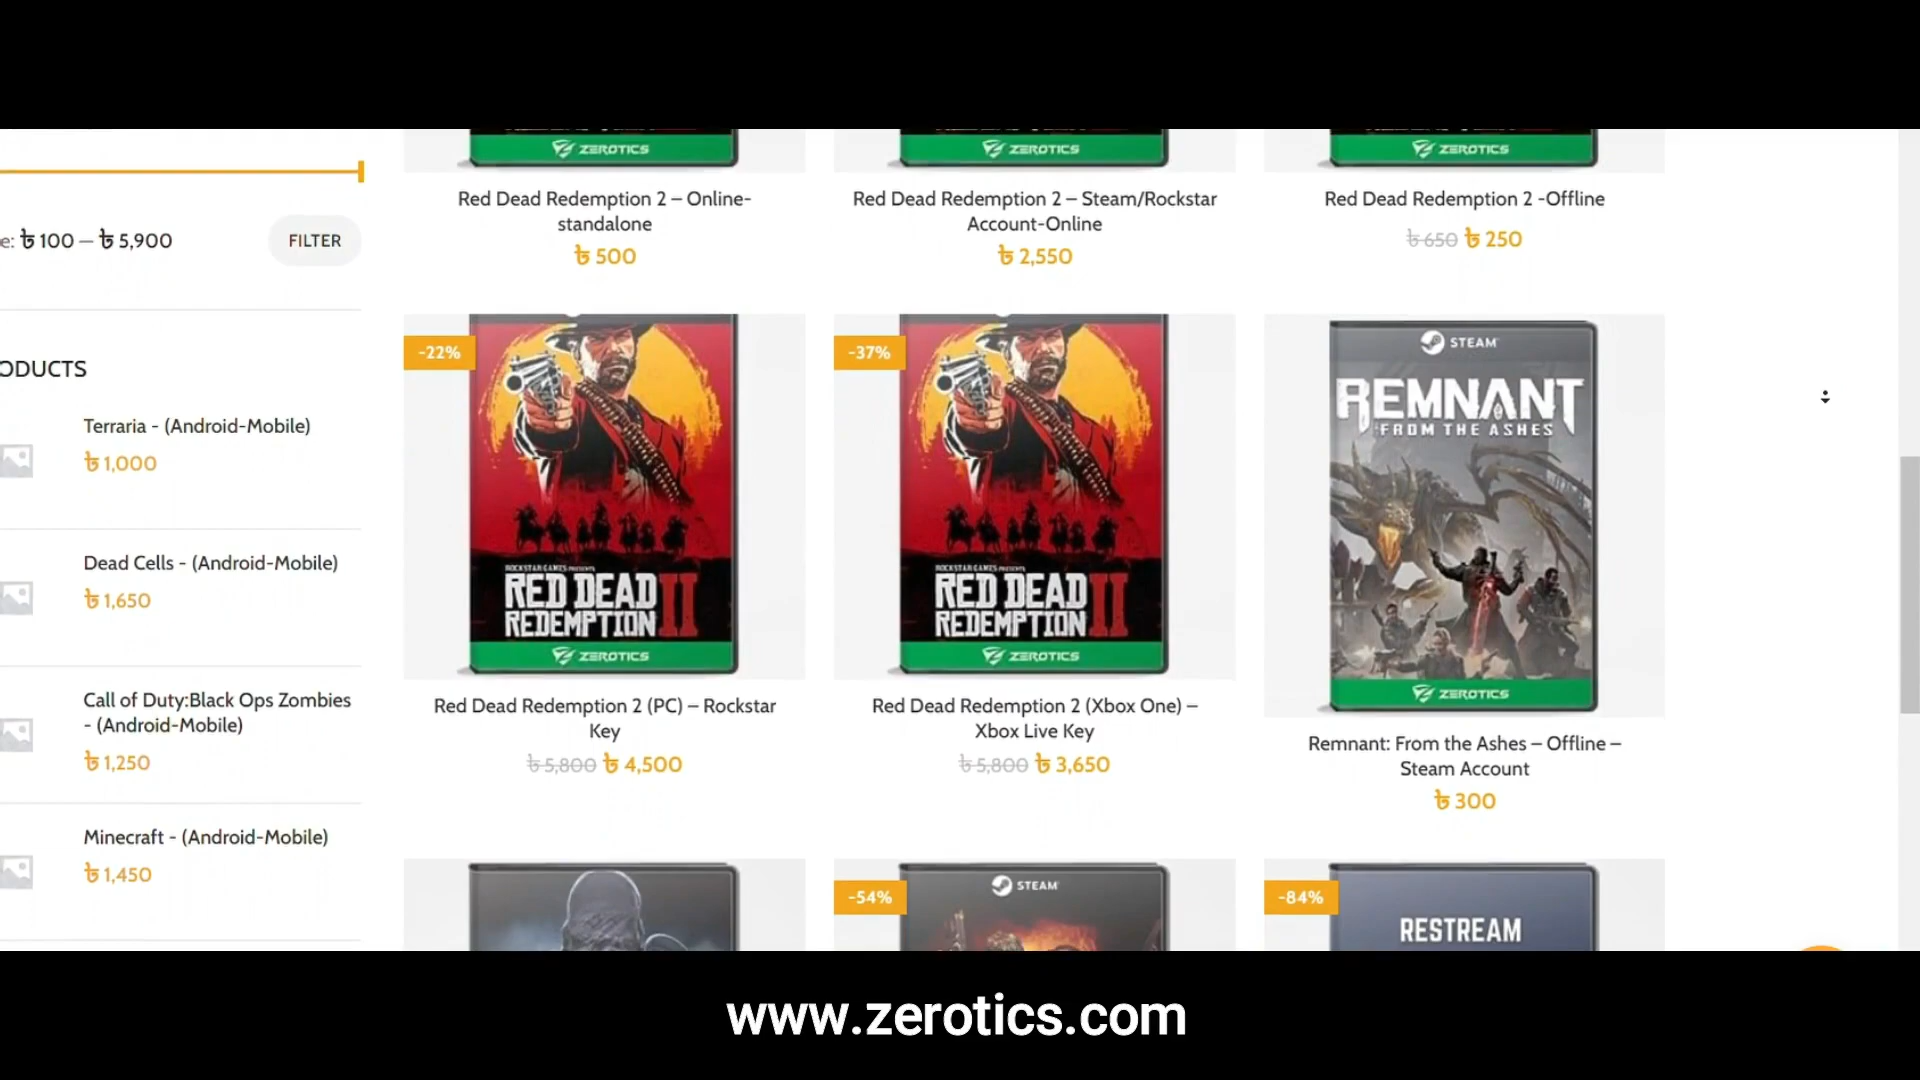 ZEROTICS
ZEROTICS
ZEROTICS
Red Dead Redemption 2 – Online-
standalone
৳ 500
Red Dead Redemption 2 – Steam/Rockstar
Account-Online
৳ 2,550
Red Dead Redemption 2 -Offline
৳ 650 ৳ 250
e: ৳ 100 — ৳ 5,900
FILTER
ODUCTS
Terraria - (Android-Mobile)
৳ 1,000
Dead Cells - (Android-Mobile)
৳ 1,650
Call of Duty:Black Ops Zombies
- (Android-Mobile)
৳ 1,250
Minecraft - (Android-Mobile)
৳ 1,450
-22%
ROCKSTAR GAMES PRESENTS
RED DEAD
REDEMPTION II
ZEROTICS
Red Dead Redemption 2 (PC) – Rockstar
Key
৳ 5,800 ৳ 4,500
-37%
ROCKSTAR GAMES PRESENTS
RED DEAD
REDEMPTION II
ZEROTICS
Red Dead Redemption 2 (Xbox One) –
Xbox Live Key
৳ 5,800 ৳ 3,650
STEAM
REMNANT
FROM THE ASHES
ZEROTICS
Remnant: From the Ashes – Offline –
Steam Account
৳ 300
-54%
STEAM
-84%
RESTREAM
www.zerotics.com